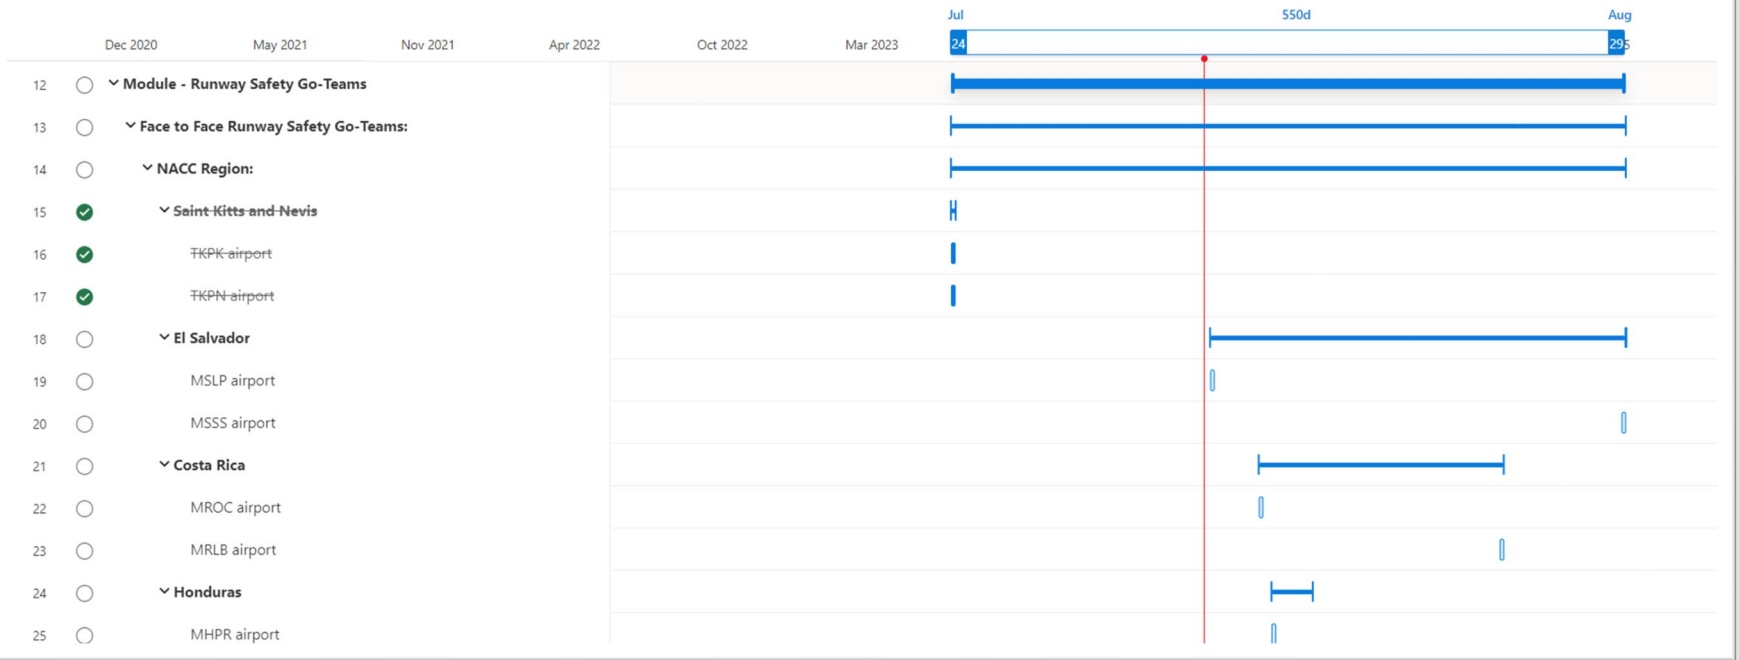 Jul 550d Aug
Dec 2020 May 2021 Nov 2021 Apr 2022 Oct 2022 Mar 2023 24 29
12 Module - Runway Safety Go-Teams
13 Face to Face Runway Safety Go-Teams:
14 NACC Region:
15 Saint Kitts and Nevis
16 TKPK airport
17 TKPN airport
18 El Salvador
19 MSLP airport
20 MSSS airport
21 Costa Rica
22 MROC airport
23 MRLB airport
24 Honduras
25 MHPR airport